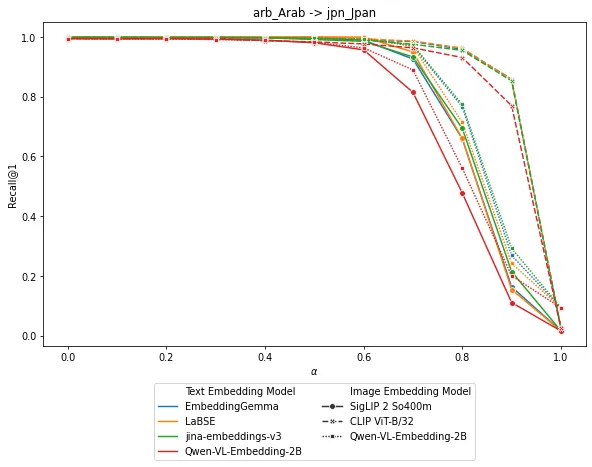 arb_Arab -> jpn_Jpan
1.0
0.8
0.6
0.4
0.2
0.0
Recall@1
0.0 0.2 0.4 0.6 0.8 1.0
α
Text Embedding Model Image Embedding Model
EmbeddingGemma SigLIP 2 So400m
LaBSE CLIP ViT-B/32
jina-embeddings-v3 Qwen-VL-Embedding-2B
Qwen-VL-Embedding-2B